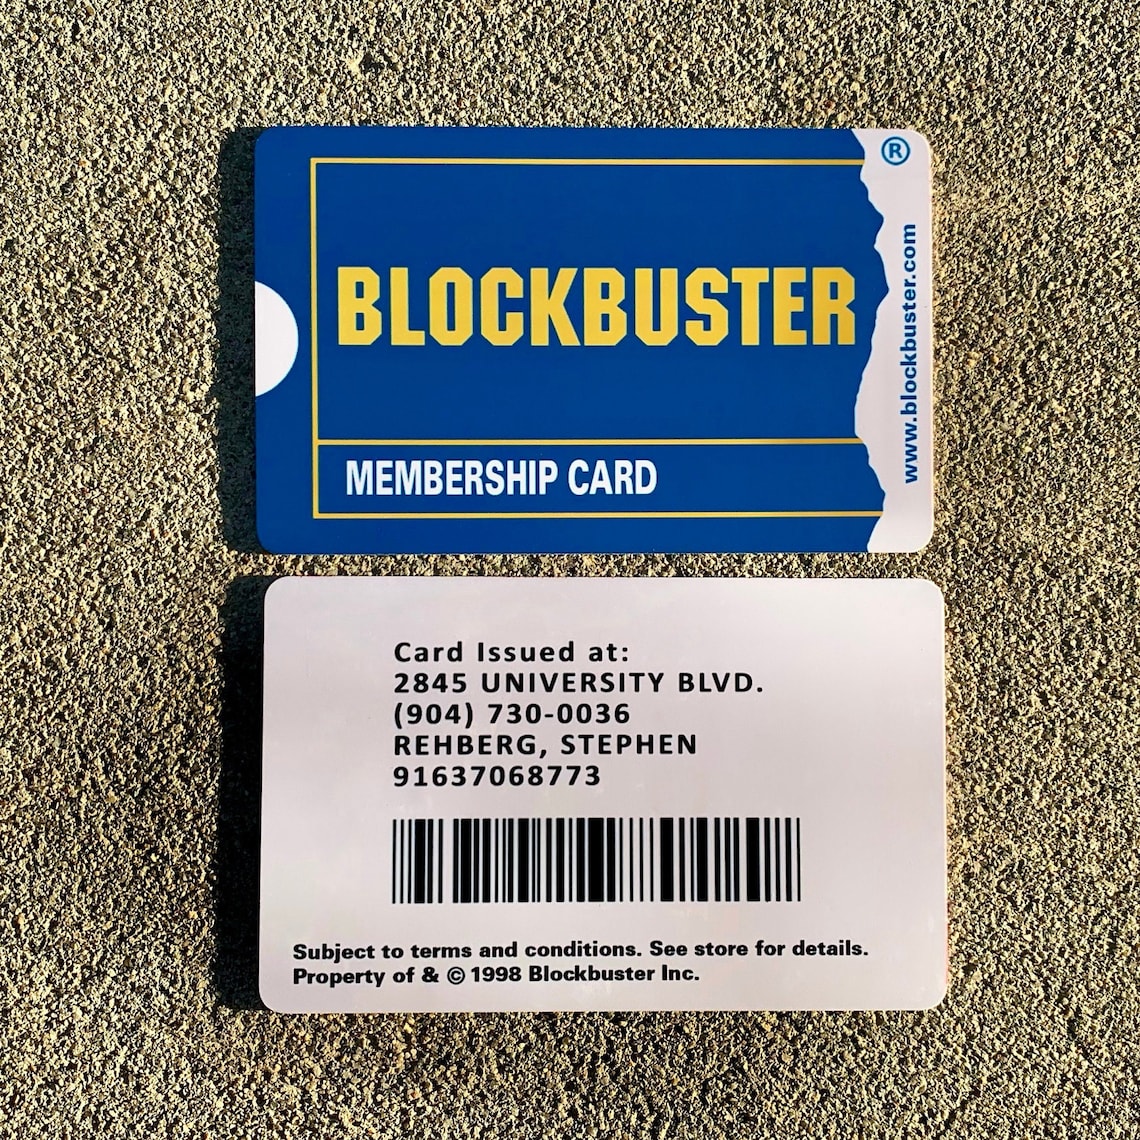 ®
BLOCKBUSTER
MEMBERSHIP CARD
www.blockbuster.com
Card Issued at:
2845 UNIVERSITY BLVD.
(904) 730-0036
REHBERG, STEPHEN
91637068773
Subject to terms and conditions. See store for details.
Property of & © 1998 Blockbuster Inc.